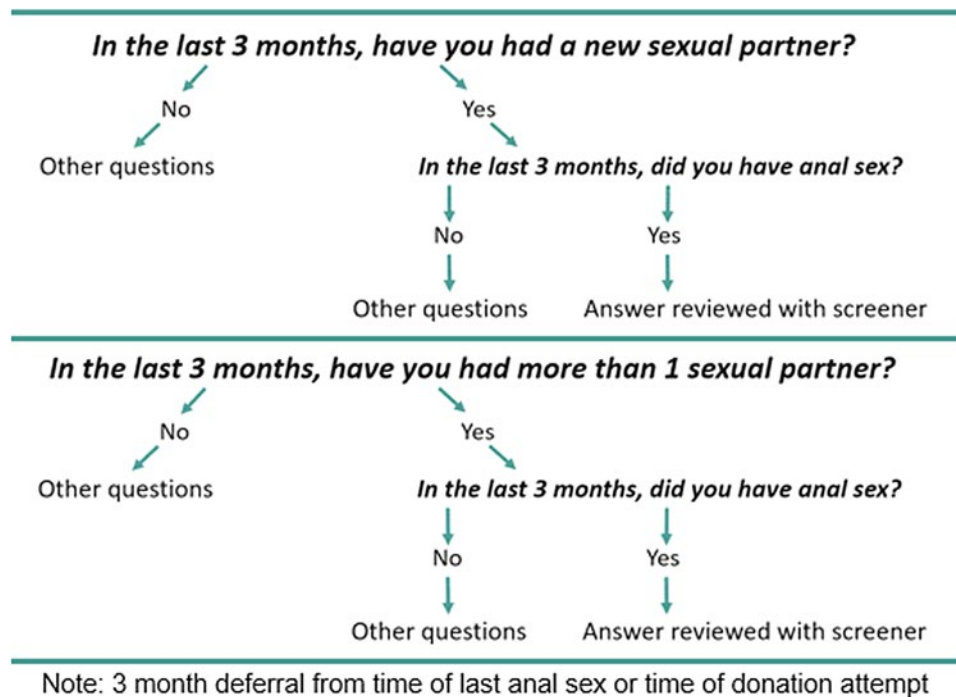 In the last 3 months, have you had a new sexual partner?
No
Yes
Other questions
In the last 3 months, did you have anal sex?
No
Yes
Other questions
Answer reviewed with screener
In the last 3 months, have you had more than 1 sexual partner?
No
Yes
Other questions
In the last 3 months, did you have anal sex?
No
Yes
Other questions
Answer reviewed with screener
Note: 3 month deferral from time of last anal sex or time of donation attempt